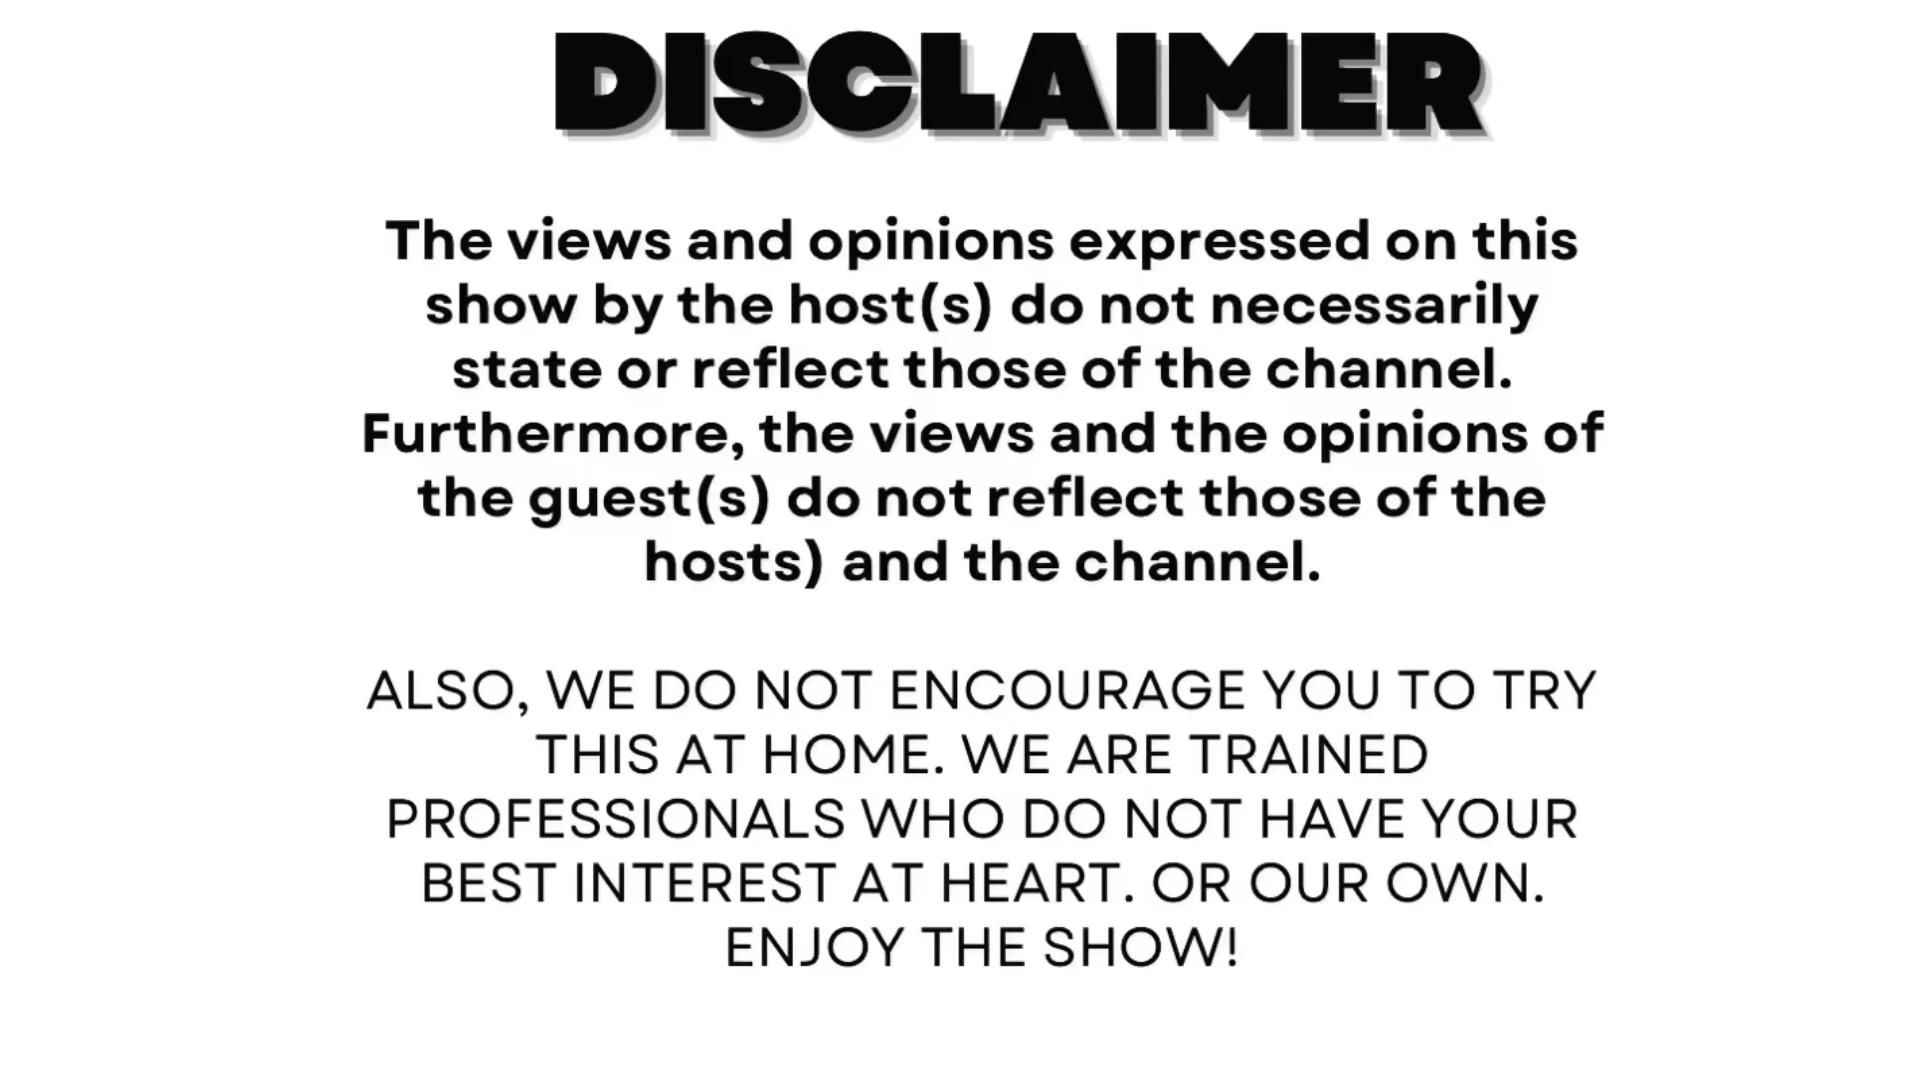 DISCLAIMER
The views and opinions expressed on this
show by the host(s) do not necessarily
state or reflect those of the channel.
Furthermore, the views and the opinions of
the guest(s) do not reflect those of the
hosts) and the channel.
ALSO, WE DO NOT ENCOURAGE YOU TO TRY
THIS AT HOME. WE ARE TRAINED
PROFESSIONALS WHO DO NOT HAVE YOUR
BEST INTEREST AT HEART. OR OUR OWN.
ENJOY THE SHOW!